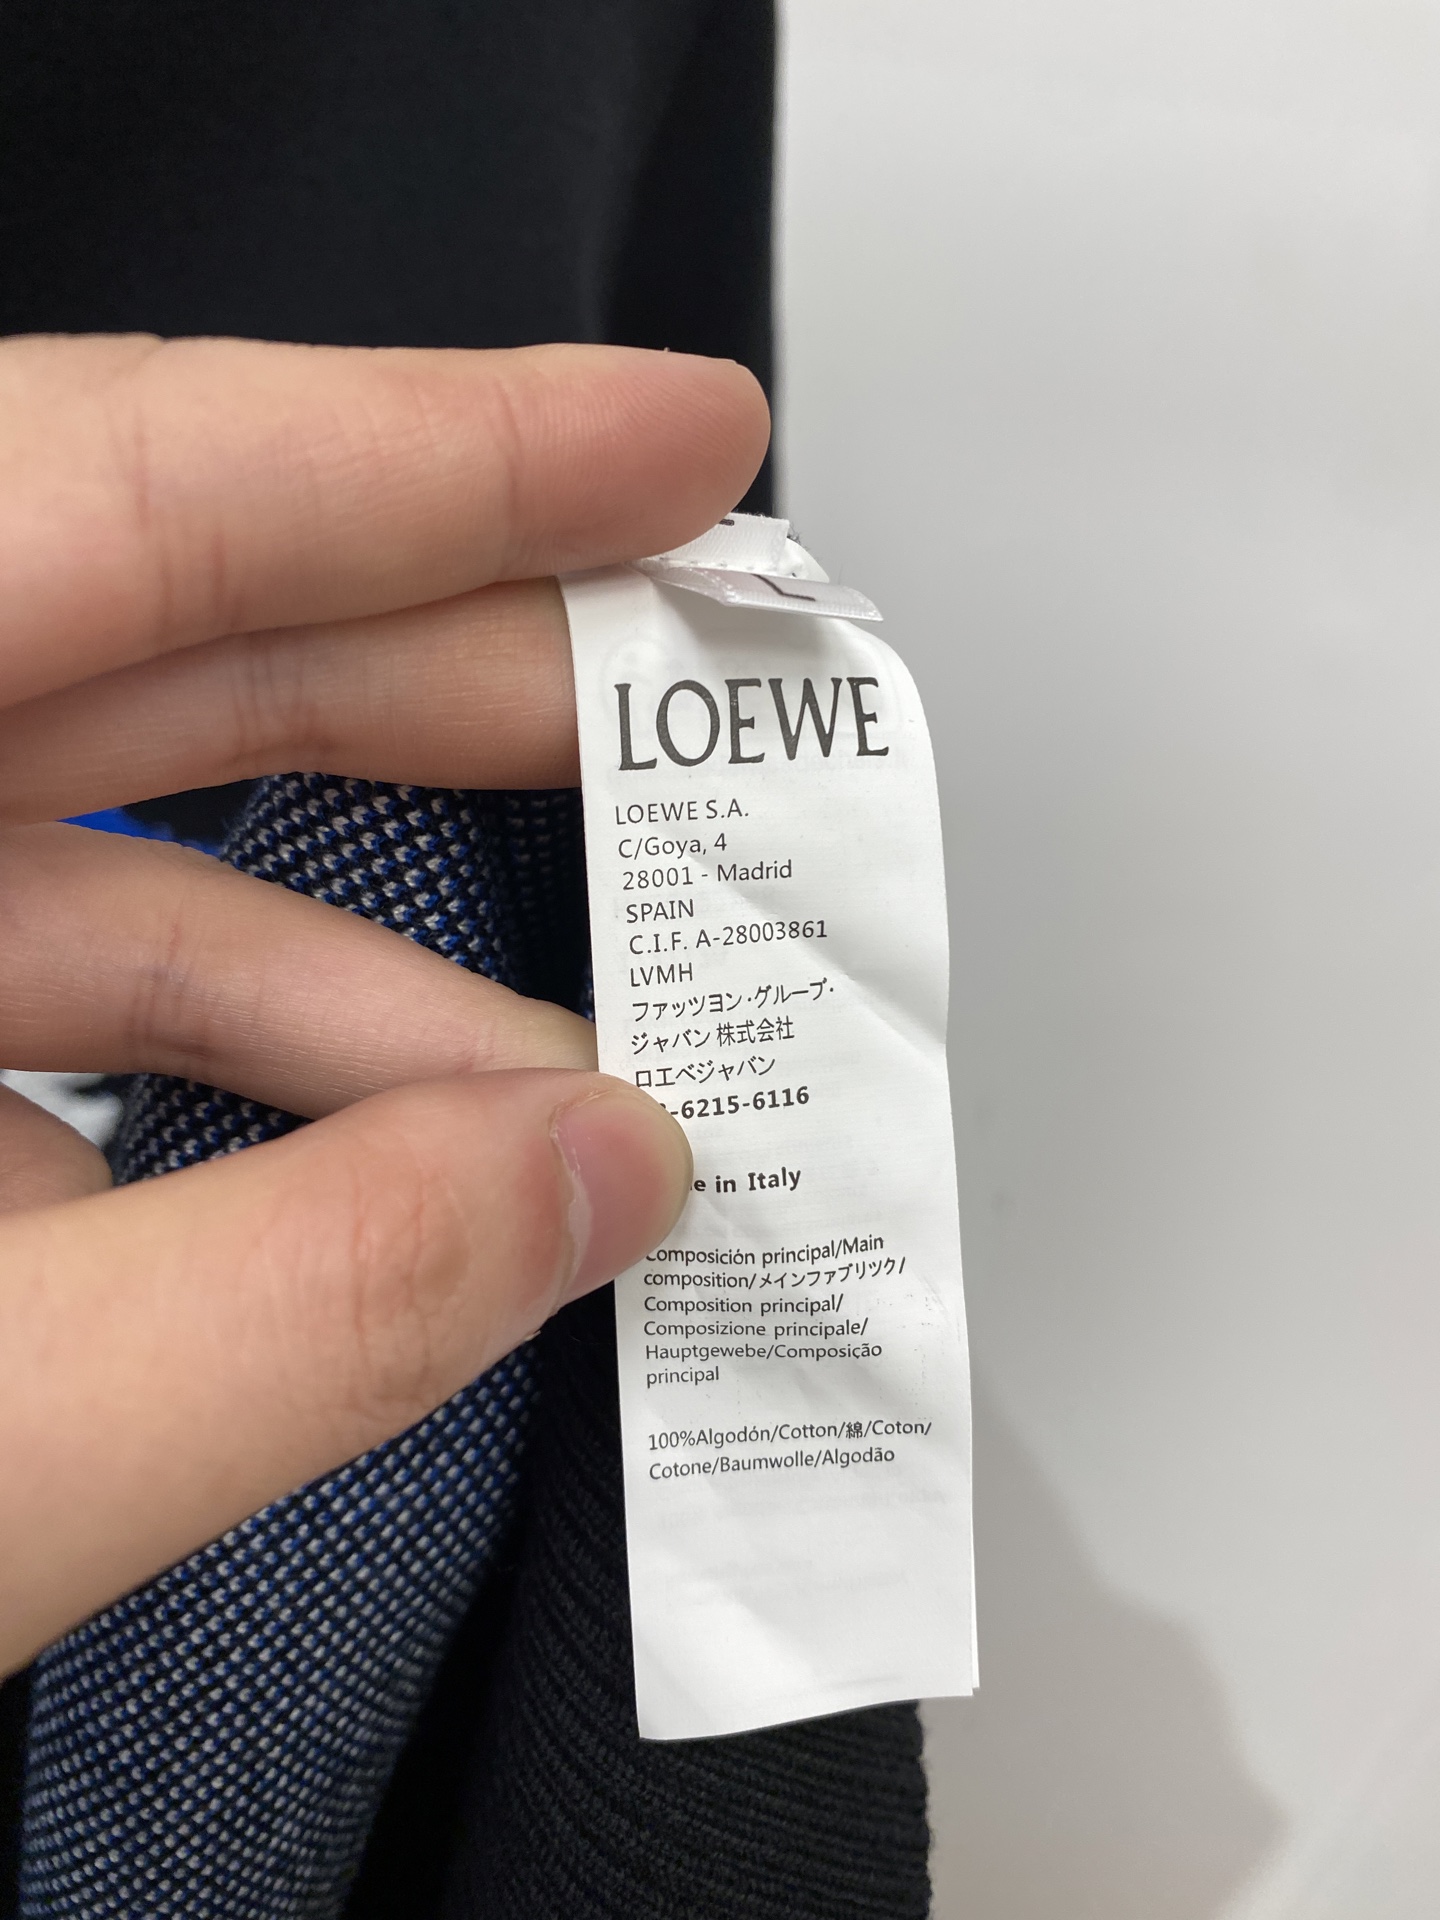 L
LOEWE
LOEWE S.A.
C/Goya, 4
28001 - Madrid
SPAIN
C.I.F. A-28003861
LVMH
ファッツヨン・グループ・
ジャバン 株式会社
ロエベジャバン
-6215-6116
in Italy
Composición principal/Main
composition/メインファブリツク/
Composition principal/
Composizione principale/
Hauptgewebe/Composição
principal
100%Algodón/Cotton/綿/Coton/
Cotone/Baumwolle/Algodão